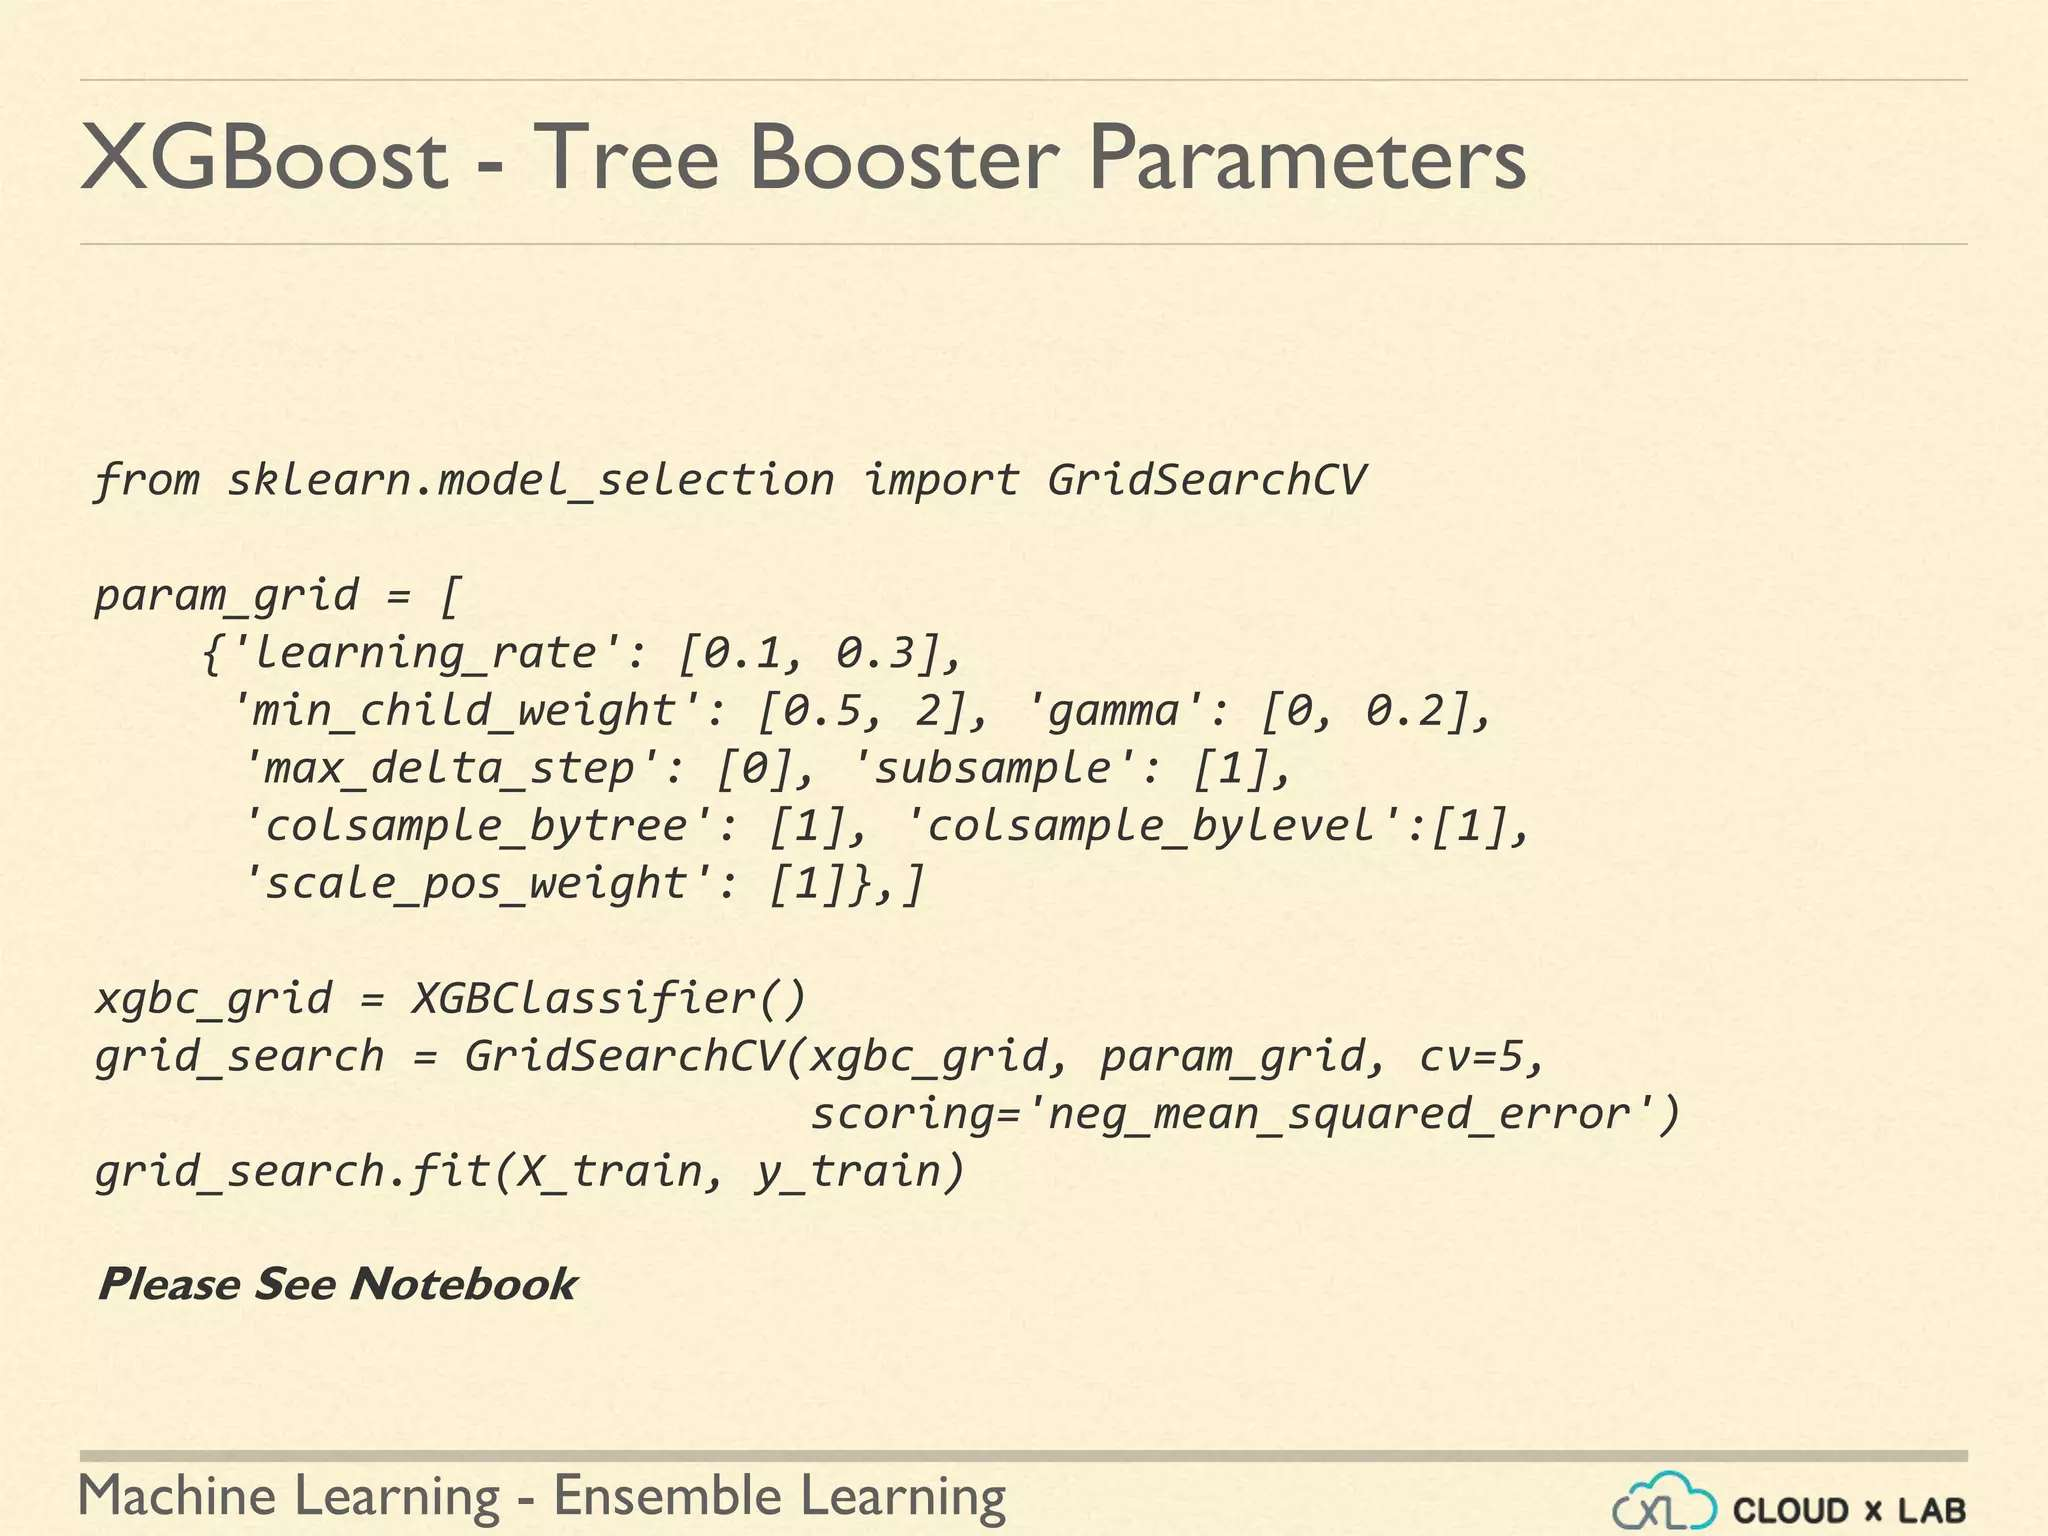 XGBoost - Tree Booster Parameters
from sklearn.model_selection import GridSearchCV
param_grid = [
{'learning_rate': [0.1, 0.3],
'min_child_weight': [0.5, 2], 'gamma': [0, 0.2],
'max_delta_step': [0], 'subsample': [1],
'colsample_bytree': [1], 'colsample_bylevel':[1],
'scale_pos_weight': [1]},]
xgbc_grid = XGBClassifier()
grid_search = GridSearchCV(xgbc_grid, param_grid, cv=5,
scoring='neg_mean_squared_error')
grid_search.fit(X_train, y_train)
Please See Notebook
Machine Learning - Ensemble Learning
CXL CLOUD x LAB